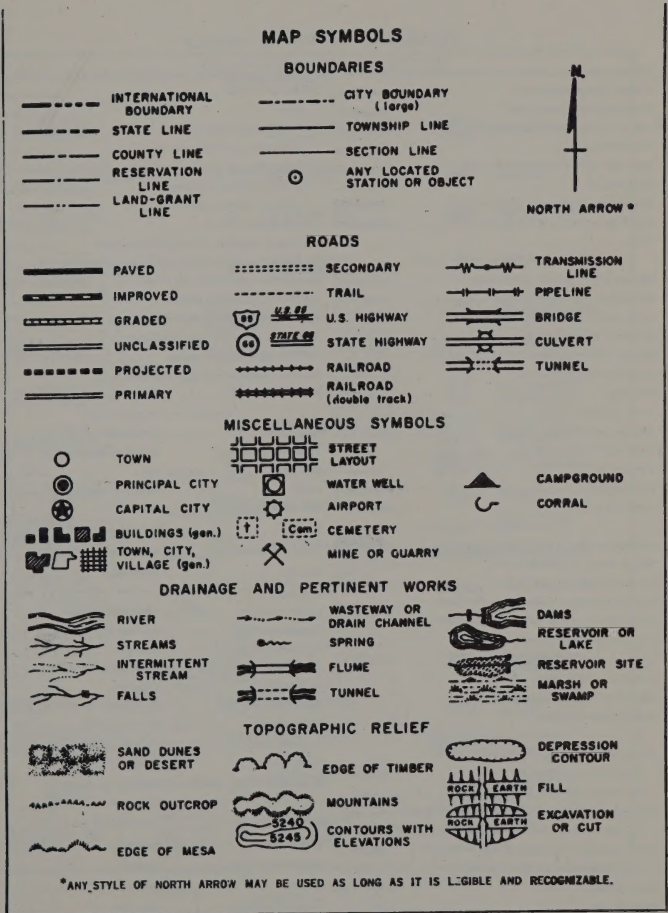 MAP SYMBOLS
BOUNDARIES
INTERNATIONAL
BOUNDARY
STATE LINE
COUNTY LINE
RESERVATION
LINE
LAND-GRANT
LINE
CITY BOUNDARY
(large)
TOWNSHIP LINE
SECTION LINE
ANY LOCATED
STATION OR OBJECT
N.
NORTH ARROW*
ROADS
PAVED
IMPROVED
GRADED
UNCLASSIFIED
PROJECTED
PRIMARY
SECONDARY
TRAIL
66 U.S. 66 U.S. HIGHWAY
66 STATE 66 STATE HIGHWAY
RAILROAD
RAILROAD
(double track)
TRANSMISSION
LINE
PIPELINE
BRIDGE
CULVERT
TUNNEL
MISCELLANEOUS SYMBOLS
TOWN
PRINCIPAL CITY
CAPITAL CITY
BUILDINGS (gen.)
TOWN, CITY,
VILLAGE (gen.)
STREET
LAYOUT
WATER WELL
AIRPORT
† Cem CEMETERY
MINE OR QUARRY
CAMPGROUND
CORRAL
DRAINAGE AND PERTINENT WORKS
RIVER
STREAMS
INTERMITTENT
STREAM
FALLS
WASTEWAY OR
DRAIN CHANNEL
SPRING
FLUME
TUNNEL
DAMS
RESERVOIR OR
LAKE
RESERVOIR SITE
MARSH OR
SWAMP
TOPOGRAPHIC RELIEF
SAND DUNES
OR DESERT
ROCK OUTCROP
EDGE OF MESA
EDGE OF TIMBER
MOUNTAINS
5240
5245
CONTOURS WITH
ELEVATIONS
DEPRESSION
CONTOUR
ROCK EARTH FILL
ROCK EARTH EXCAVATION
OR CUT
*ANY STYLE OF NORTH ARROW MAY BE USED AS LONG AS IT IS LEGIBLE AND RECOGNIZABLE.